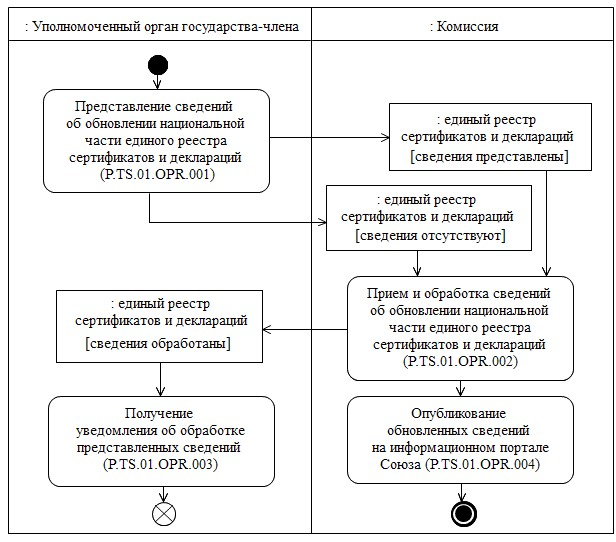 : Уполномоченный орган государства-члена
: Комиссия
Представление сведений
об обновлении национальной
части единого реестра
сертификатов и деклараций
(P.TS.01.OPR.001)
: единый реестр
сертификатов и деклараций
[сведения представлены]
: единый реестр
сертификатов и деклараций
[сведения отсутствуют]
Прием и обработка сведений
об обновлении национальной
части единого реестра
сертификатов и деклараций
(P.TS.01.OPR.002)
: единый реестр
сертификатов и деклараций
[сведения обработаны]
Получение
уведомления об обработке
представленных сведений
(P.TS.01.OPR.003)
Опубликование
обновленных сведений
на информационном портале
Союза (P.TS.01.OPR.004)